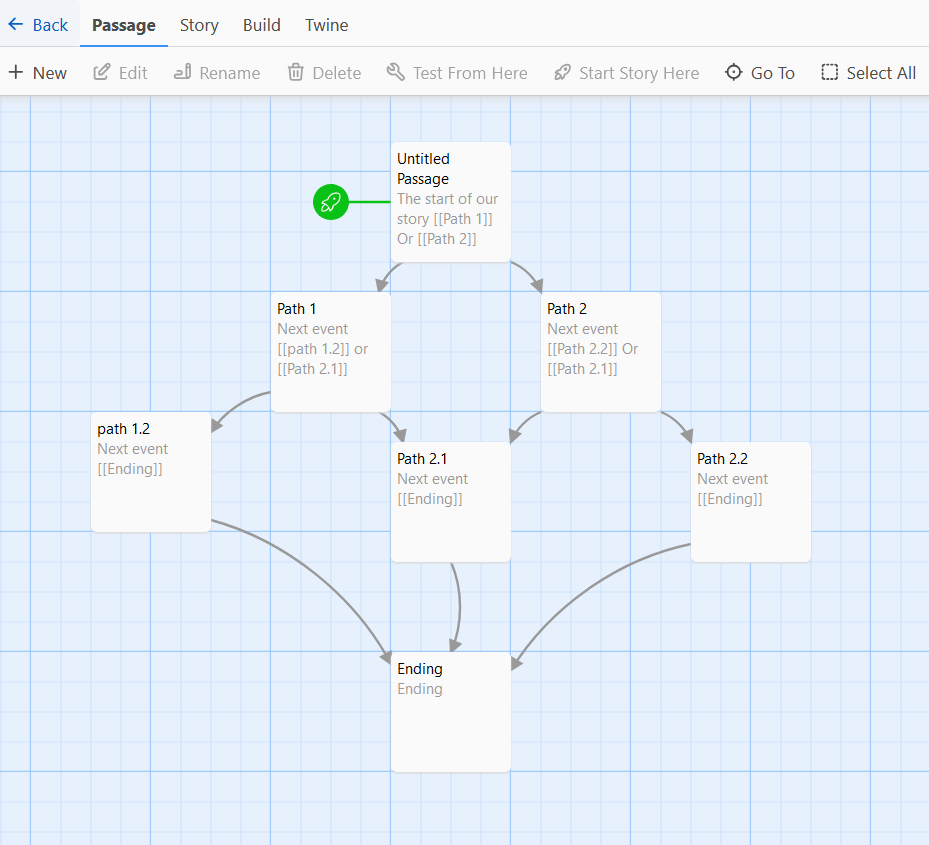 Back Passage Story Build Twine
New Edit Rename Delete Test From Here Start Story Here Go To Select All
Untitled
Passage
The start of our
story [[Path 1]]
Or [[Path 2]]
Path 1
Next event
[[path 1.2]] or
[[Path 2.1]]
Path 2
Next event
[[Path 2.2]] Or
[[Path 2.1]]
path 1.2
Next event
[[Ending]]
Path 2.1
Next event
[[Ending]]
Path 2.2
Next event
[[Ending]]
Ending
Ending